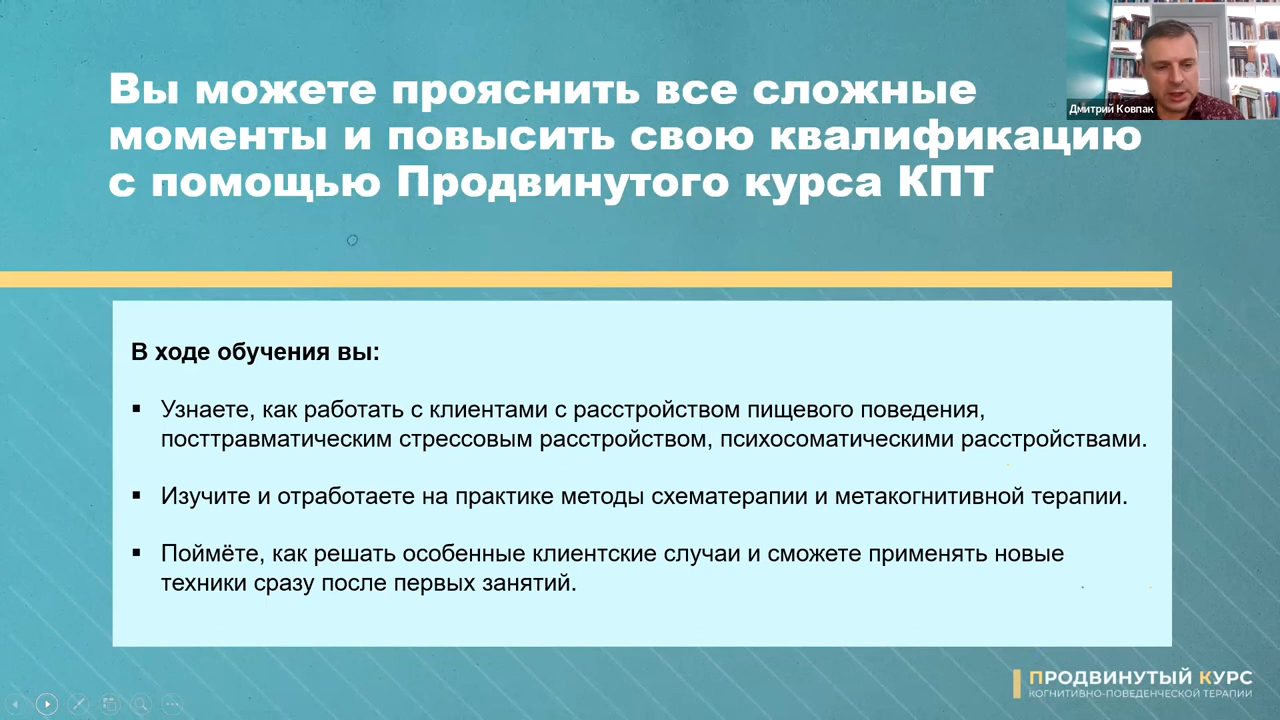 Вы можете прояснить все сложные
моменты и повысить свою квалификацию
с помощью Продвинутого курса КПТ
Дмитрий Ковпак
В ходе обучения вы:
▪ Узнаете, как работать с клиентами с расстройством пищевого поведения,
посттравматическим стрессовым расстройством, психосоматическими расстройствами.
▪ Изучите и отработаете на практике методы схематерапии и метакогнитивной терапии.
▪ Поймёте, как решать особенные клиентские случаи и сможете применять новые
техники сразу после первых занятий.
ПРОДВИНУТЫЙ КУРС
КОГНИТИВНО-ПОВЕДЕНЧЕСКОЙ ТЕРАПИИ